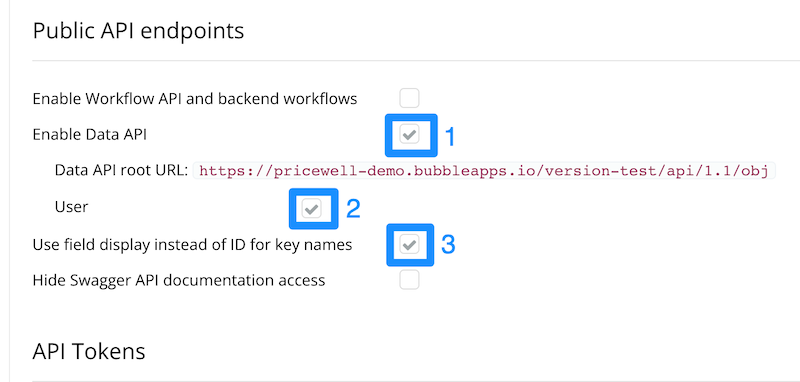 Public API endpoints
Enable Workflow API and backend workflows
Enable Data API 1
Data API root URL: https://pricewell-demo.bubbleapps.io/version-test/api/1.1/obj
User 2
Use field display instead of ID for key names 3
Hide Swagger API documentation access
API Tokens